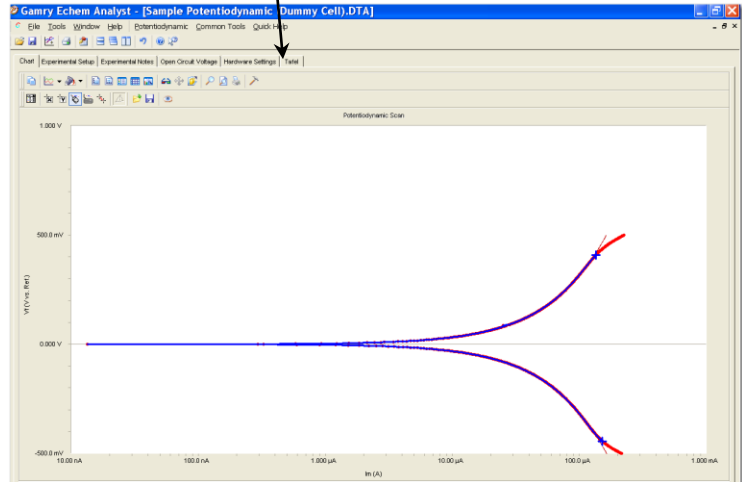 Gamry Echem Analyst - [Sample Potentiodynamic (Dummy Cell).DTA]
File Tools Window Help Potentiodynamic Common Tools Quick Help
Chart Experimental Setup Experimental Notes Open Circuit Voltage Hardware Settings Tafel
Potentiodynamic Scan
1.000 V
500.0 mV
Vf (V vs. Ref.)
0.000 V
-500.0 mV
10.00 nA 100.0 nA 1.000 µA 10.00 µA 100.0 µA 1.000 mA
Im (A)